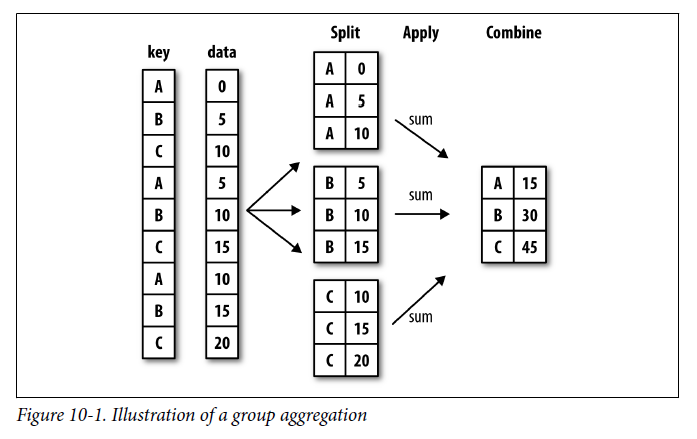 Split Apply Combine
key data
A 0
B 5
C 10
A 5
B 10
C 15
A 10
B 15
C 20
A 0
A 5
A 10
B 5
B 10
B 15
C 10
C 15
C 20
sum
sum
sum
A 15
B 30
C 45
Figure 10-1. Illustration of a group aggregation